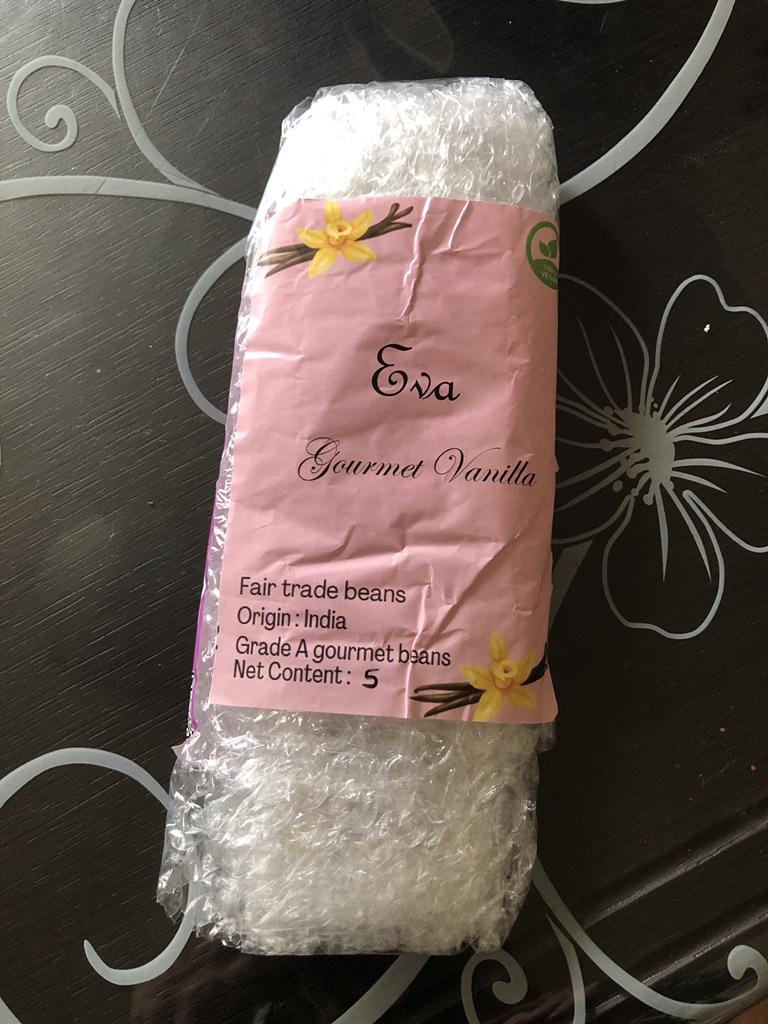 Eva
Gourmet Vanilla
Fair trade beans
Origin : India
Grade A gourmet beans
Net Content : 5